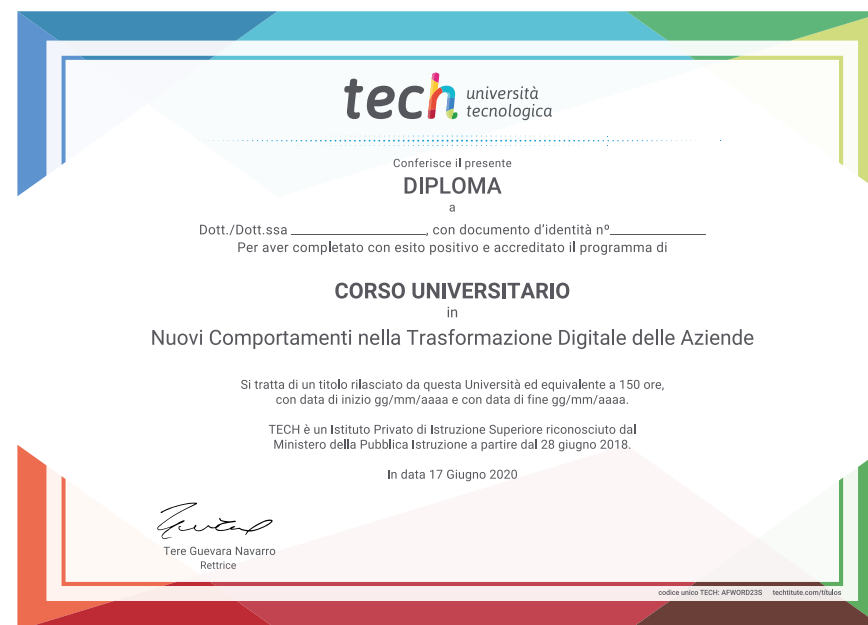 tech università
tecnologica
Conferisce il presente
DIPLOMA
a
Dott./Dott.ssa ____________________, con documento d'identità nº______________
Per aver completato con esito positivo e accreditato il programma di
CORSO UNIVERSITARIO
in
Nuovi Comportamenti nella Trasformazione Digitale delle Aziende
Si tratta di un titolo rilasciato da questa Università ed equivalente a 150 ore,
con data di inizio gg/mm/aaaa e con data di fine gg/mm/aaaa.
TECH è un Istituto Privato di Istruzione Superiore riconosciuto dal
Ministero della Pubblica Istruzione a partire dal 28 giugno 2018.
In data 17 Giugno 2020
Tere Guevara Navarro
Rettrice
codice unico TECH: AFWORD23S techtitute.com/titulos